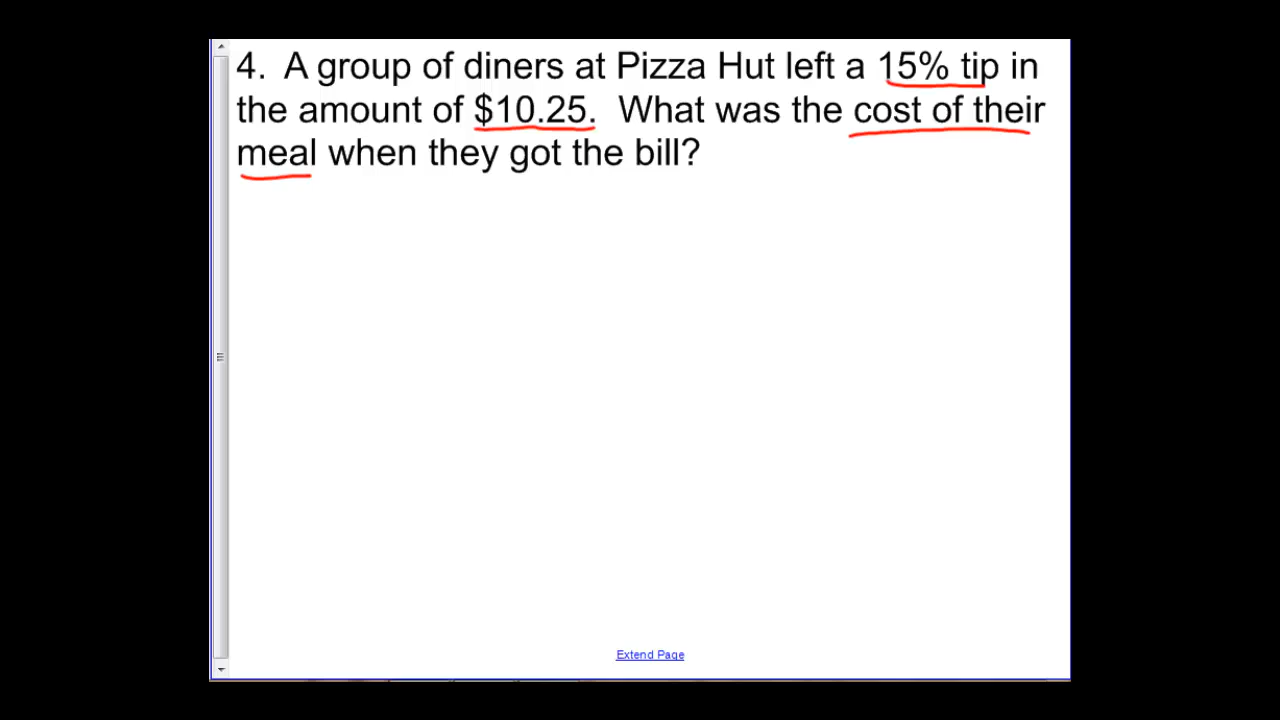 4.  A group of diners at Pizza Hut left a 15% tip in
the amount of $10.25.  What was the cost of their
meal when they got the bill?
Extend Page